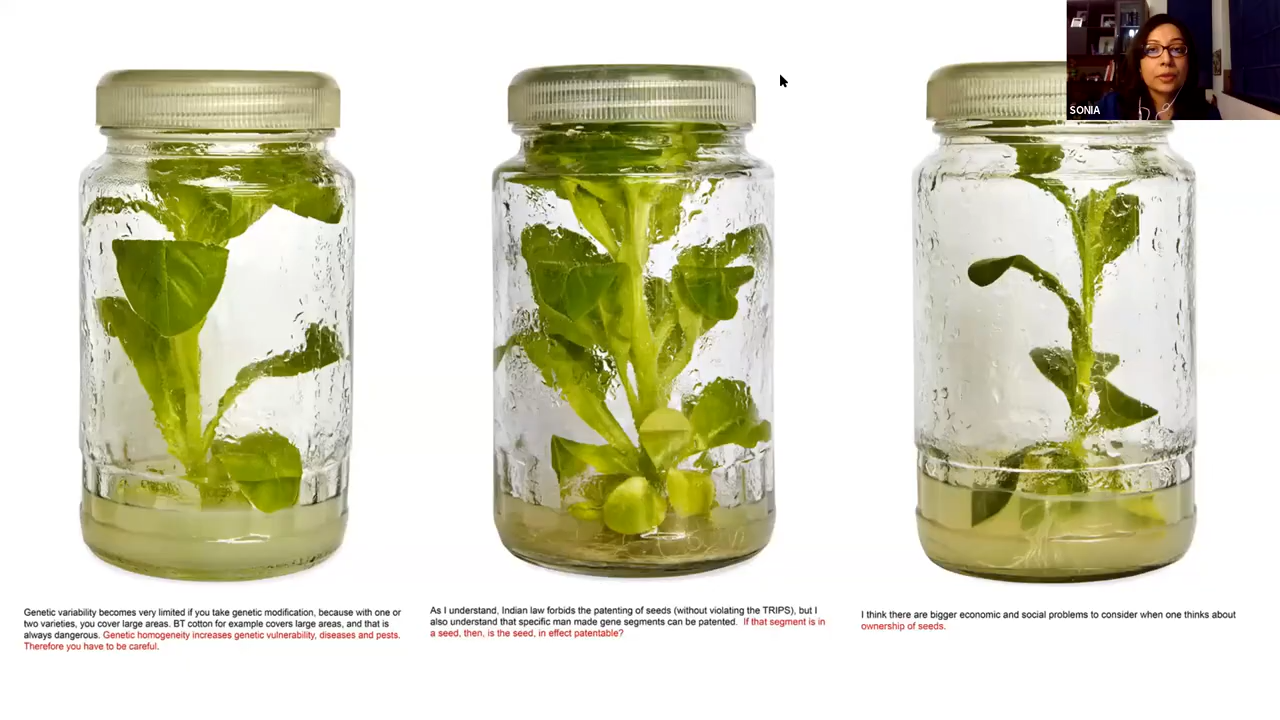 SONIA
Genetic variability becomes very limited if you take genetic modification, because with one or
two varieties, you cover large areas. BT cotton for example covers large areas, and that is
always dangerous. Genetic homogeneity increases genetic vulnerability, diseases and pests.
Therefore you have to be careful.
As I understand, Indian law forbids the patenting of seeds (without violating the TRIPS), but I
also understand that specific man made gene segments can be patented. If that segment is in
a seed, then, is the seed, in effect patentable?
I think there are bigger economic and social problems to consider when one thinks about
ownership of seeds.